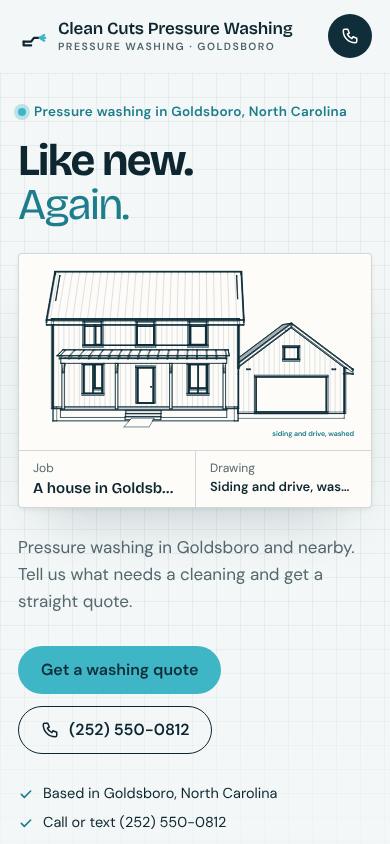 Clean Cuts Pressure Washing
PRESSURE WASHING · GOLDSBORO
Pressure washing in Goldsboro, North Carolina
Like new.
Again.
siding and drive, washed
Job
A house in Goldsb...
Drawing
Siding and drive, was...
Pressure washing in Goldsboro and nearby.
Tell us what needs a cleaning and get a
straight quote.
Get a washing quote
(252) 550-0812
Based in Goldsboro, North Carolina
Call or text (252) 550-0812